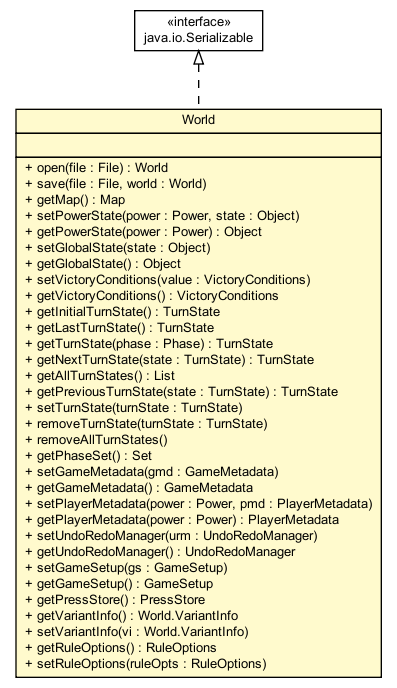 «interface»
java.io.Serializable
World
+ open(file : File) : World
+ save(file : File, world : World)
+ getMap() : Map
+ setPowerState(power : Power, state : Object)
+ getPowerState(power : Power) : Object
+ setGlobalState(state : Object)
+ getGlobalState() : Object
+ setVictoryConditions(value : VictoryConditions)
+ getVictoryConditions() : VictoryConditions
+ getInitialTurnState() : TurnState
+ getLastTurnState() : TurnState
+ getTurnState(phase : Phase) : TurnState
+ getNextTurnState(state : TurnState) : TurnState
+ getAllTurnStates() : List
+ getPreviousTurnState(state : TurnState) : TurnState
+ setTurnState(turnState : TurnState)
+ removeTurnState(turnState : TurnState)
+ removeAllTurnStates()
+ getPhaseSet() : Set
+ setGameMetadata(gmd : GameMetadata)
+ getGameMetadata() : GameMetadata
+ setPlayerMetadata(power : Power, pmd : PlayerMetadata)
+ getPlayerMetadata(power : Power) : PlayerMetadata
+ setUndoRedoManager(urm : UndoRedoManager)
+ getUndoRedoManager() : UndoRedoManager
+ setGameSetup(gs : GameSetup)
+ getGameSetup() : GameSetup
+ getPressStore() : PressStore
+ getVariantInfo() : World.VariantInfo
+ setVariantInfo(vi : World.VariantInfo)
+ getRuleOptions() : RuleOptions
+ setRuleOptions(ruleOpts : RuleOptions)